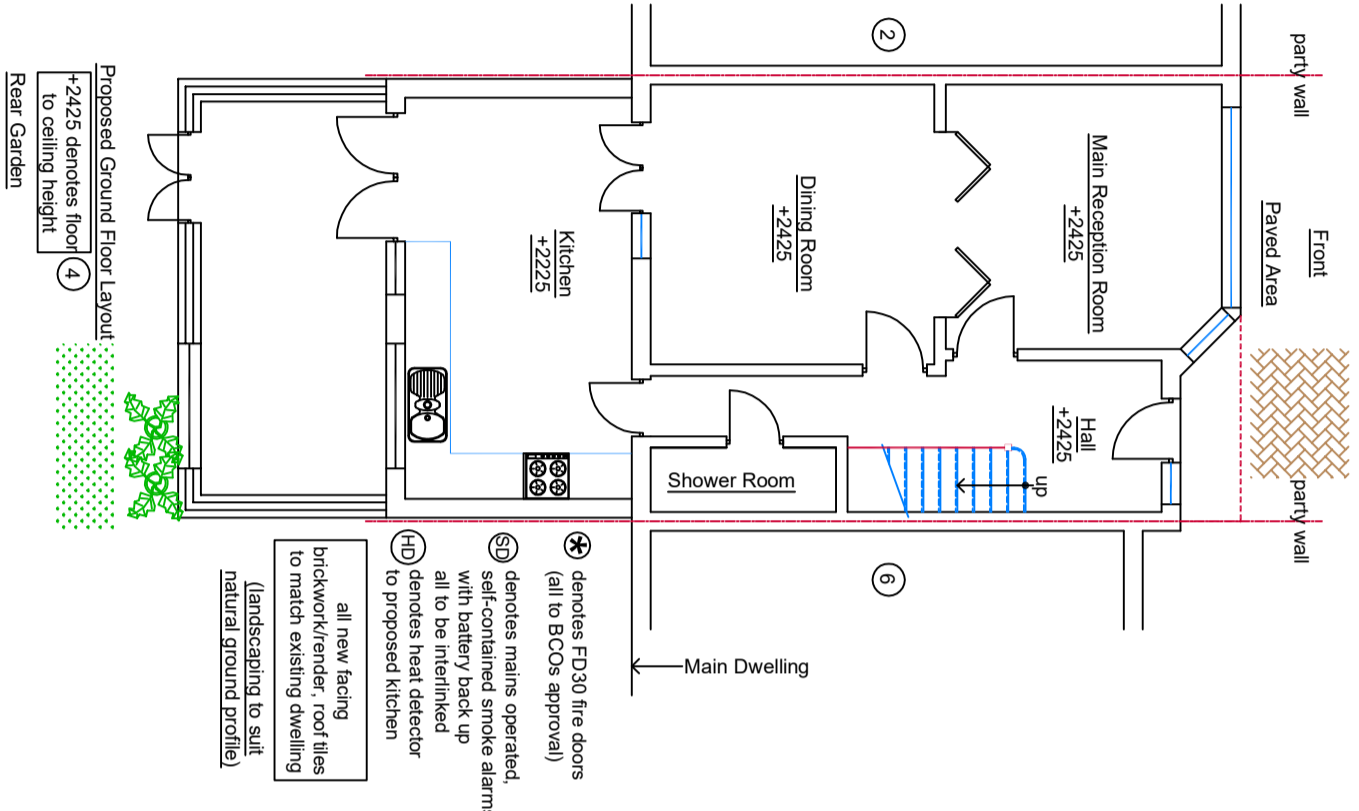 Front
Paved Area
party wall
party wall
2
6
Main Reception Room
+2425
Hall
+2425
up
Dining Room
+2425
Shower Room
Kitchen
+2225
Main Dwelling
denotes FD30 fire doors
(all to BCOs approval)
SD denotes mains operated,
self-contained smoke alarms
with battery back up
all to be interlinked
HD denotes heat detector
to proposed kitchen
all new facing
brickwork/render, roof tiles
to match existing dwelling
(landscaping to suit
natural ground profile)
Proposed Ground Floor Layout
+2425 denotes floor
to ceiling height
4
Rear Garden